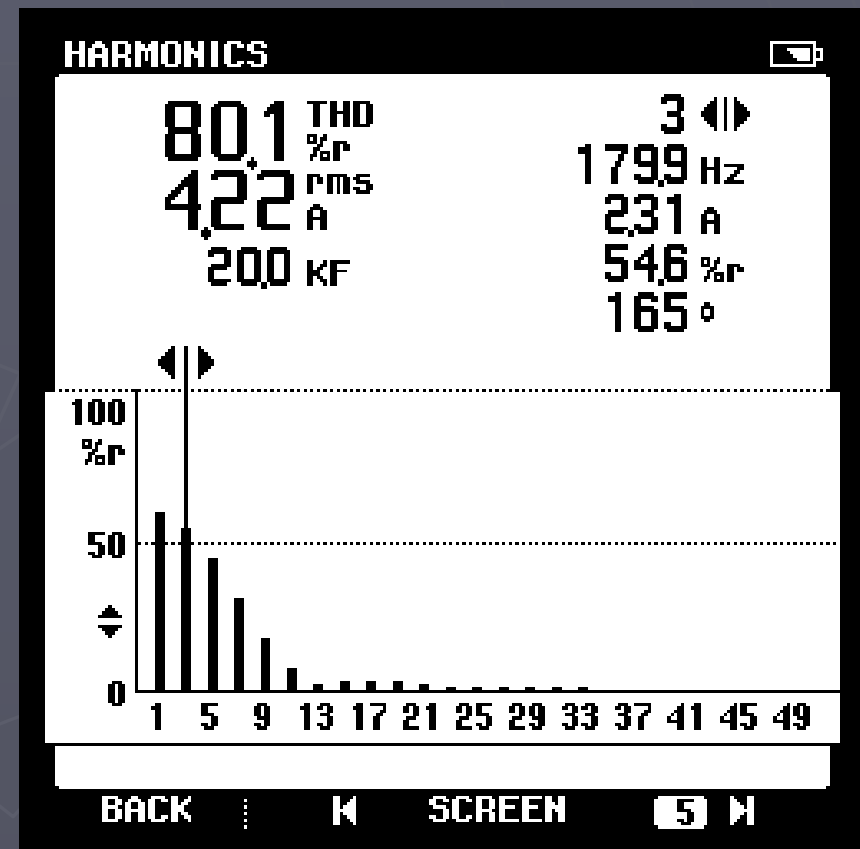 HARMONICS
80.1 THD %r
4.22 rms A
20.0 KF
3
179.9 Hz
2.31 A
54.6 %r
165 °
100
%r
50
0
1 5 9 13 17 21 25 29 33 37 41 45 49
BACK SCREEN 5